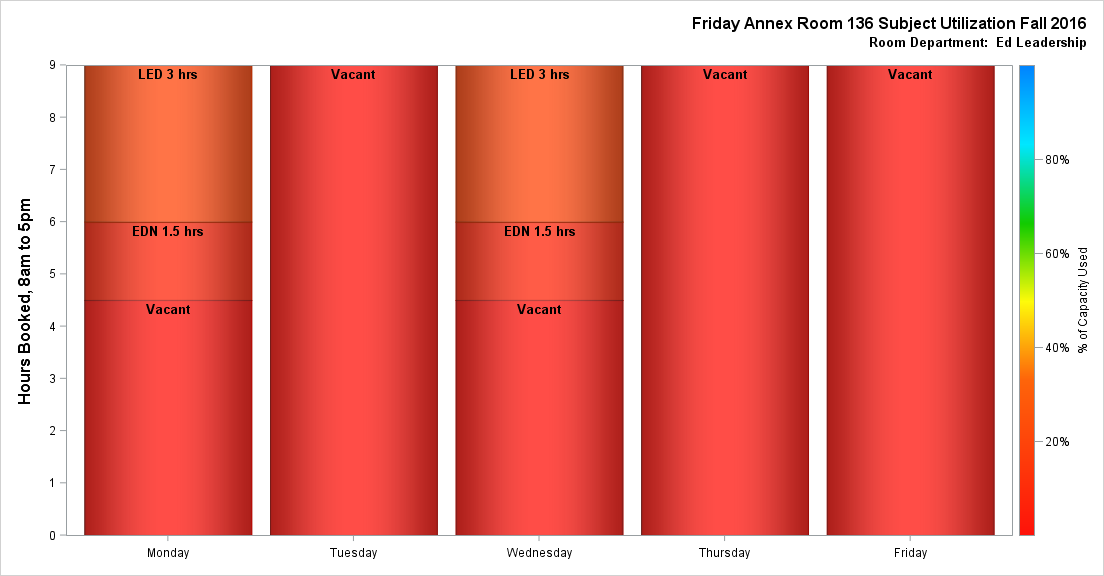 Friday Annex Room 136 Subject Utilization Fall 2016
Room Department:  Ed Leadership
Hours Booked, 8am to 5pm
9
8
7
6
5
4
3
2
1
0
LED 3 hrs
EDN 1.5 hrs
Vacant
Vacant
LED 3 hrs
EDN 1.5 hrs
Vacant
Vacant
Vacant
Monday
Tuesday
Wednesday
Thursday
Friday
80%
60%
40%
20%
% of Capacity Used